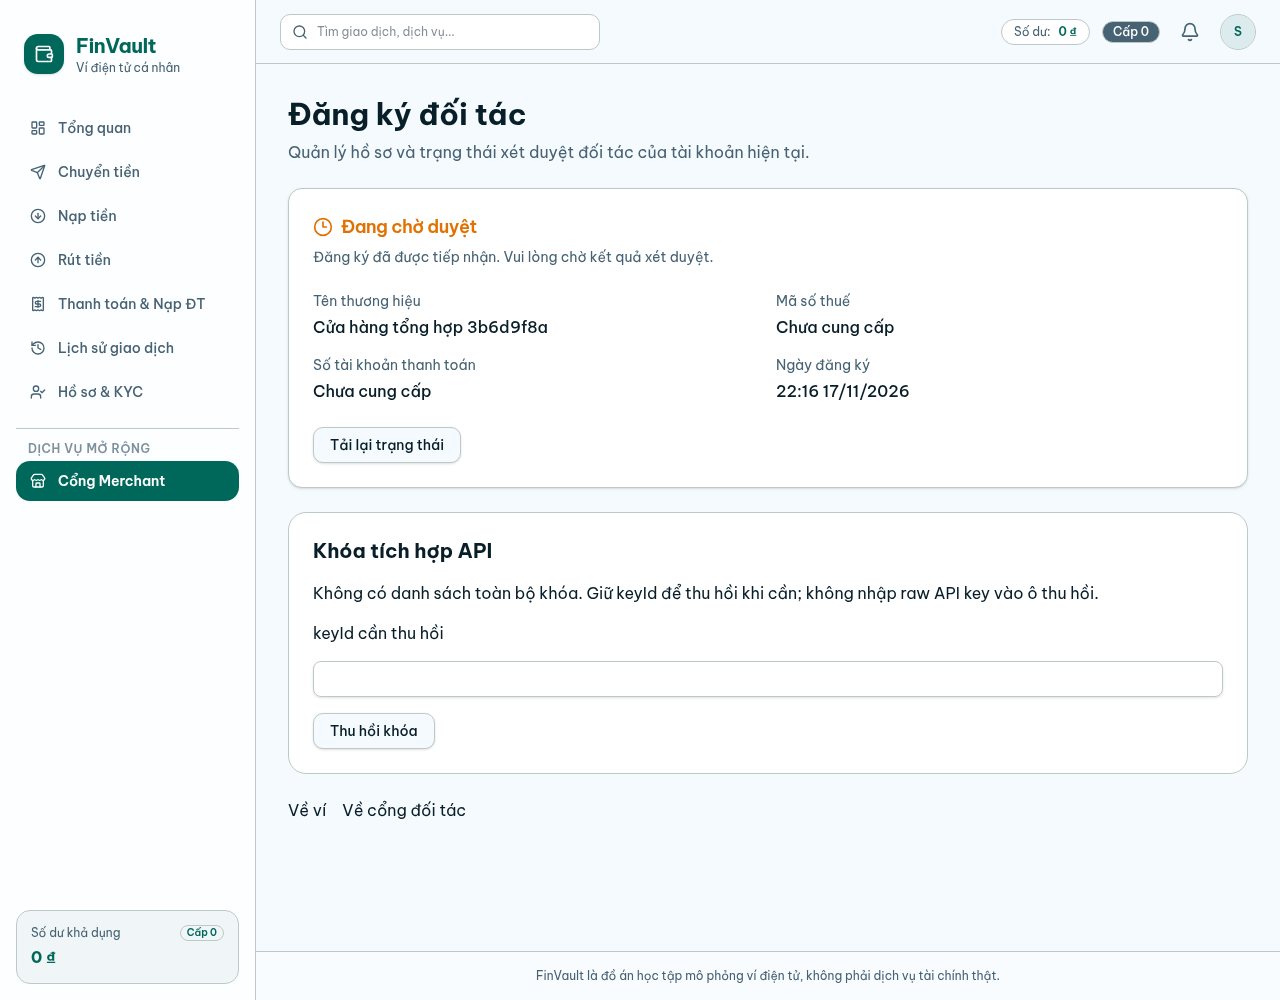 FinVault
Ví điện tử cá nhân
Tổng quan
Chuyển tiền
Nạp tiền
Rút tiền
Thanh toán & Nạp ĐT
Lịch sử giao dịch
Hồ sơ & KYC
DỊCH VỤ MỞ RỘNG
Cổng Merchant
Số dư khả dụng
Cấp 0
0 ₫
Tìm giao dịch, dịch vụ...
Số dư: 0 ₫
Cấp 0
S
Đăng ký đối tác
Quản lý hồ sơ và trạng thái xét duyệt đối tác của tài khoản hiện tại.
Đang chờ duyệt
Đăng ký đã được tiếp nhận. Vui lòng chờ kết quả xét duyệt.
Tên thương hiệu
Cửa hàng tổng hợp 3b6d9f8a
Mã số thuế
Chưa cung cấp
Số tài khoản thanh toán
Chưa cung cấp
Ngày đăng ký
22:16 17/11/2026
Tải lại trạng thái
Khóa tích hợp API
Không có danh sách toàn bộ khóa. Giữ keyId để thu hồi khi cần; không nhập raw API key vào ô thu hồi.
keyId cần thu hồi
Thu hồi khóa
Về ví
Về cổng đối tác
FinVault là đồ án học tập mô phỏng ví điện tử, không phải dịch vụ tài chính thật.